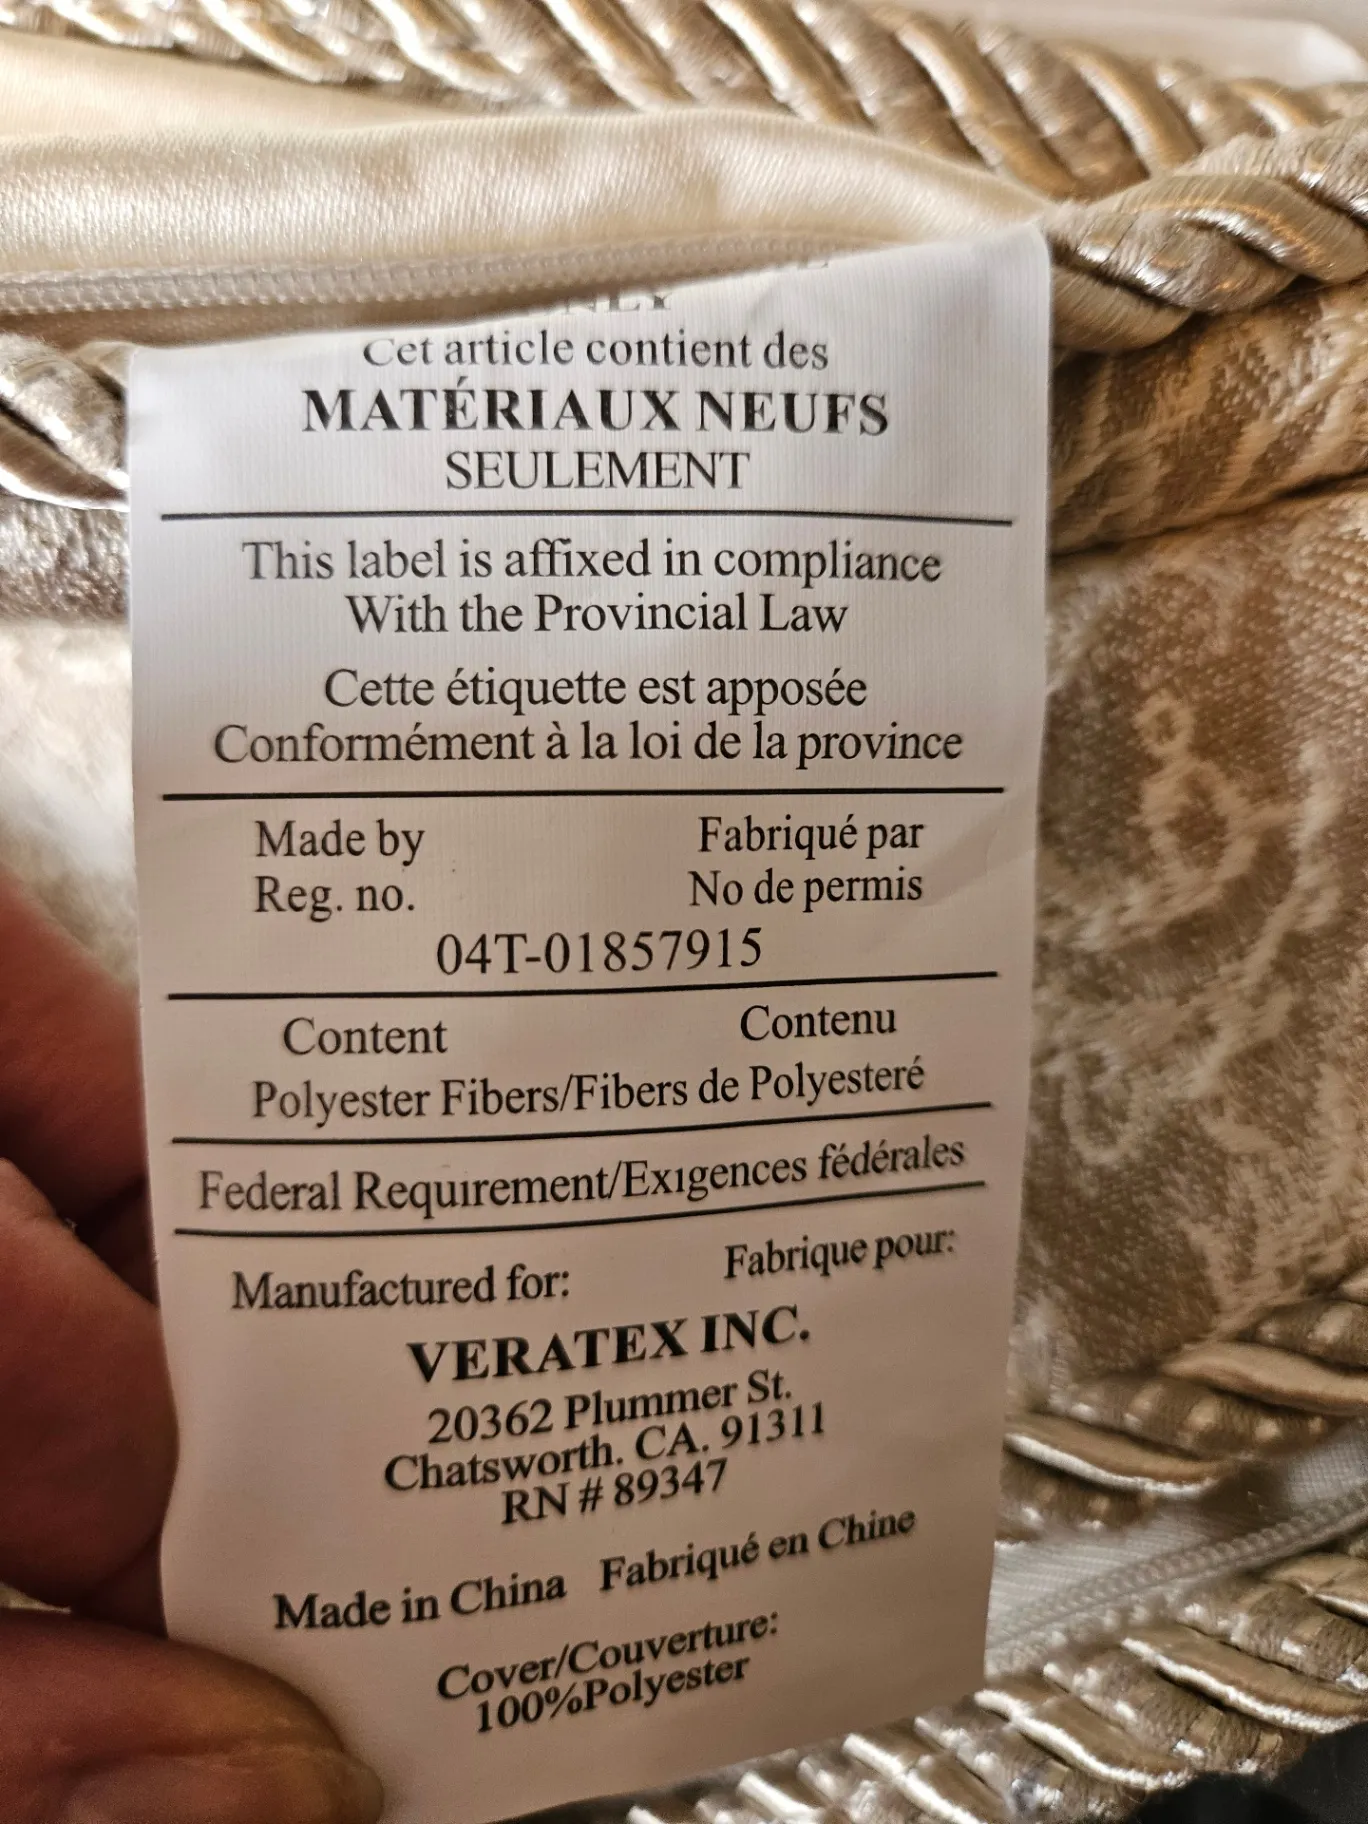 Cet article contient des
MATÉRIAUX NEUFS
SEULEMENT
This label is affixed in compliance
With the Provincial Law
Cette étiquette est apposée
Conformément à la loi de la province
Made by Fabriqué par
Reg. no. No de permis
04T-01857915
Content Contenu
Polyester Fibers/Fibers de Polyesteré
Federal Requirement/Exigences fédérales
Manufactured for: Fabrique pour:
VERATEX INC.
20362 Plummer St.
Chatsworth. CA. 91311
RN # 89347
Made in China Fabriqué en Chine
Cover/Couverture:
100%Polyester